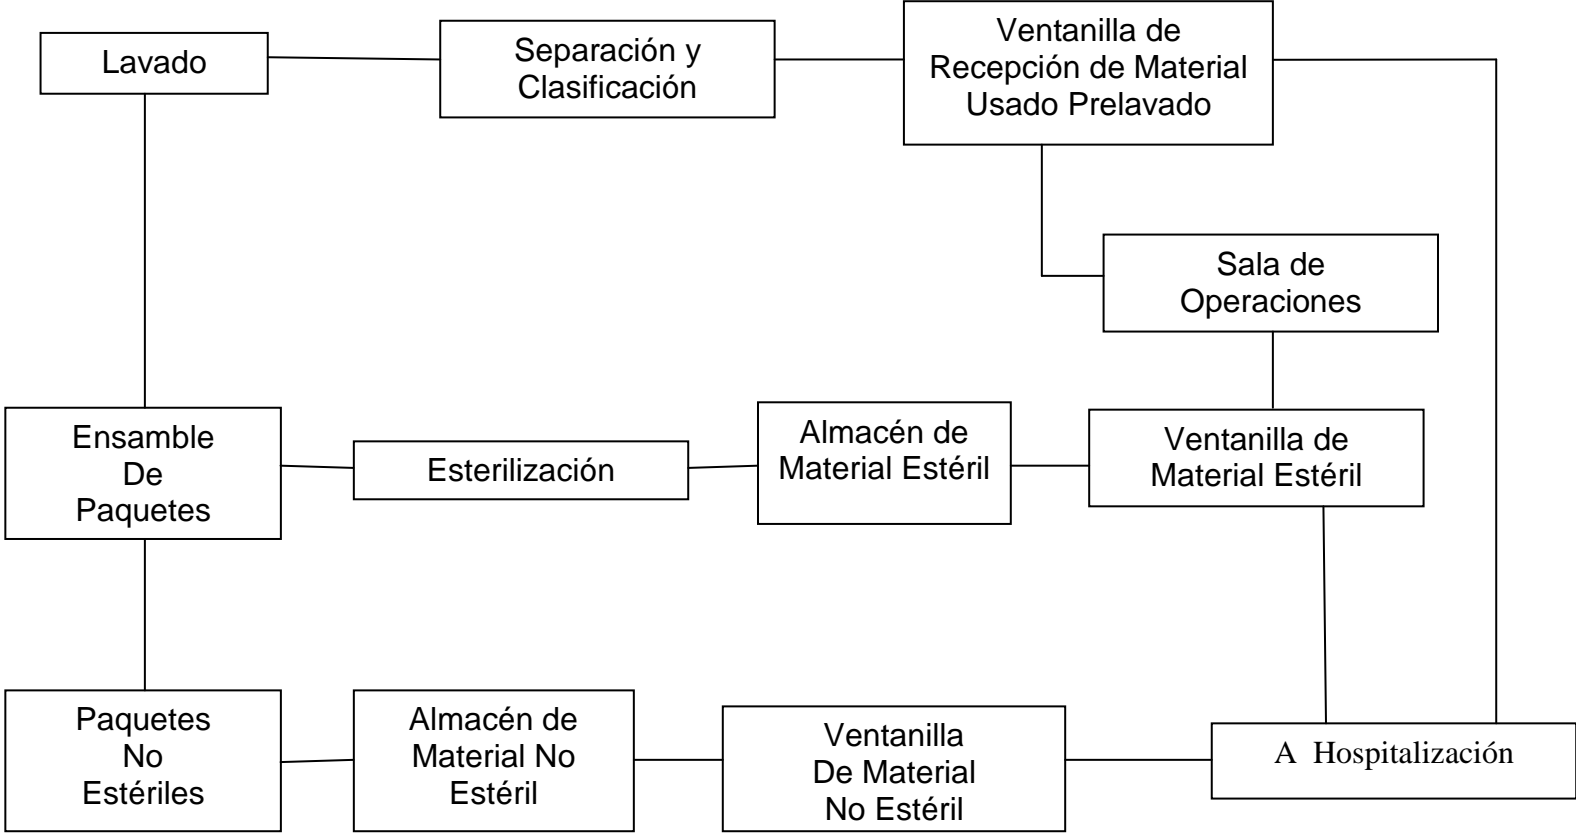 Lavado
Separación y
Clasificación
Ventanilla de
Recepción de Material
Usado Prelavado
Sala de
Operaciones
Ensamble
De
Paquetes
Esterilización
Almacén de
Material Estéril
Ventanilla de
Material Estéril
Paquetes
No
Estériles
Almacén de
Material No
Estéril
Ventanilla
De Material
No Estéril
A  Hospitalización